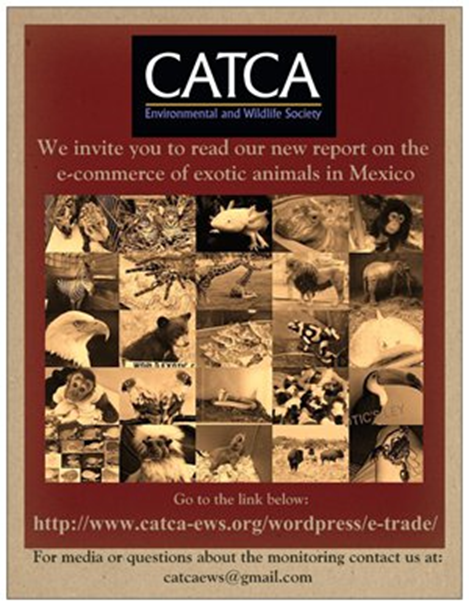 CATCA
Environmental and Wildlife Society
We invite you to read our new report on the
e-commerce of exotic animals in Mexico
Go to the link below:
http://www.catca-ews.org/wordpress/e-trade/
For media or questions about the monitoring contact us at:
catcaews@gmail.com